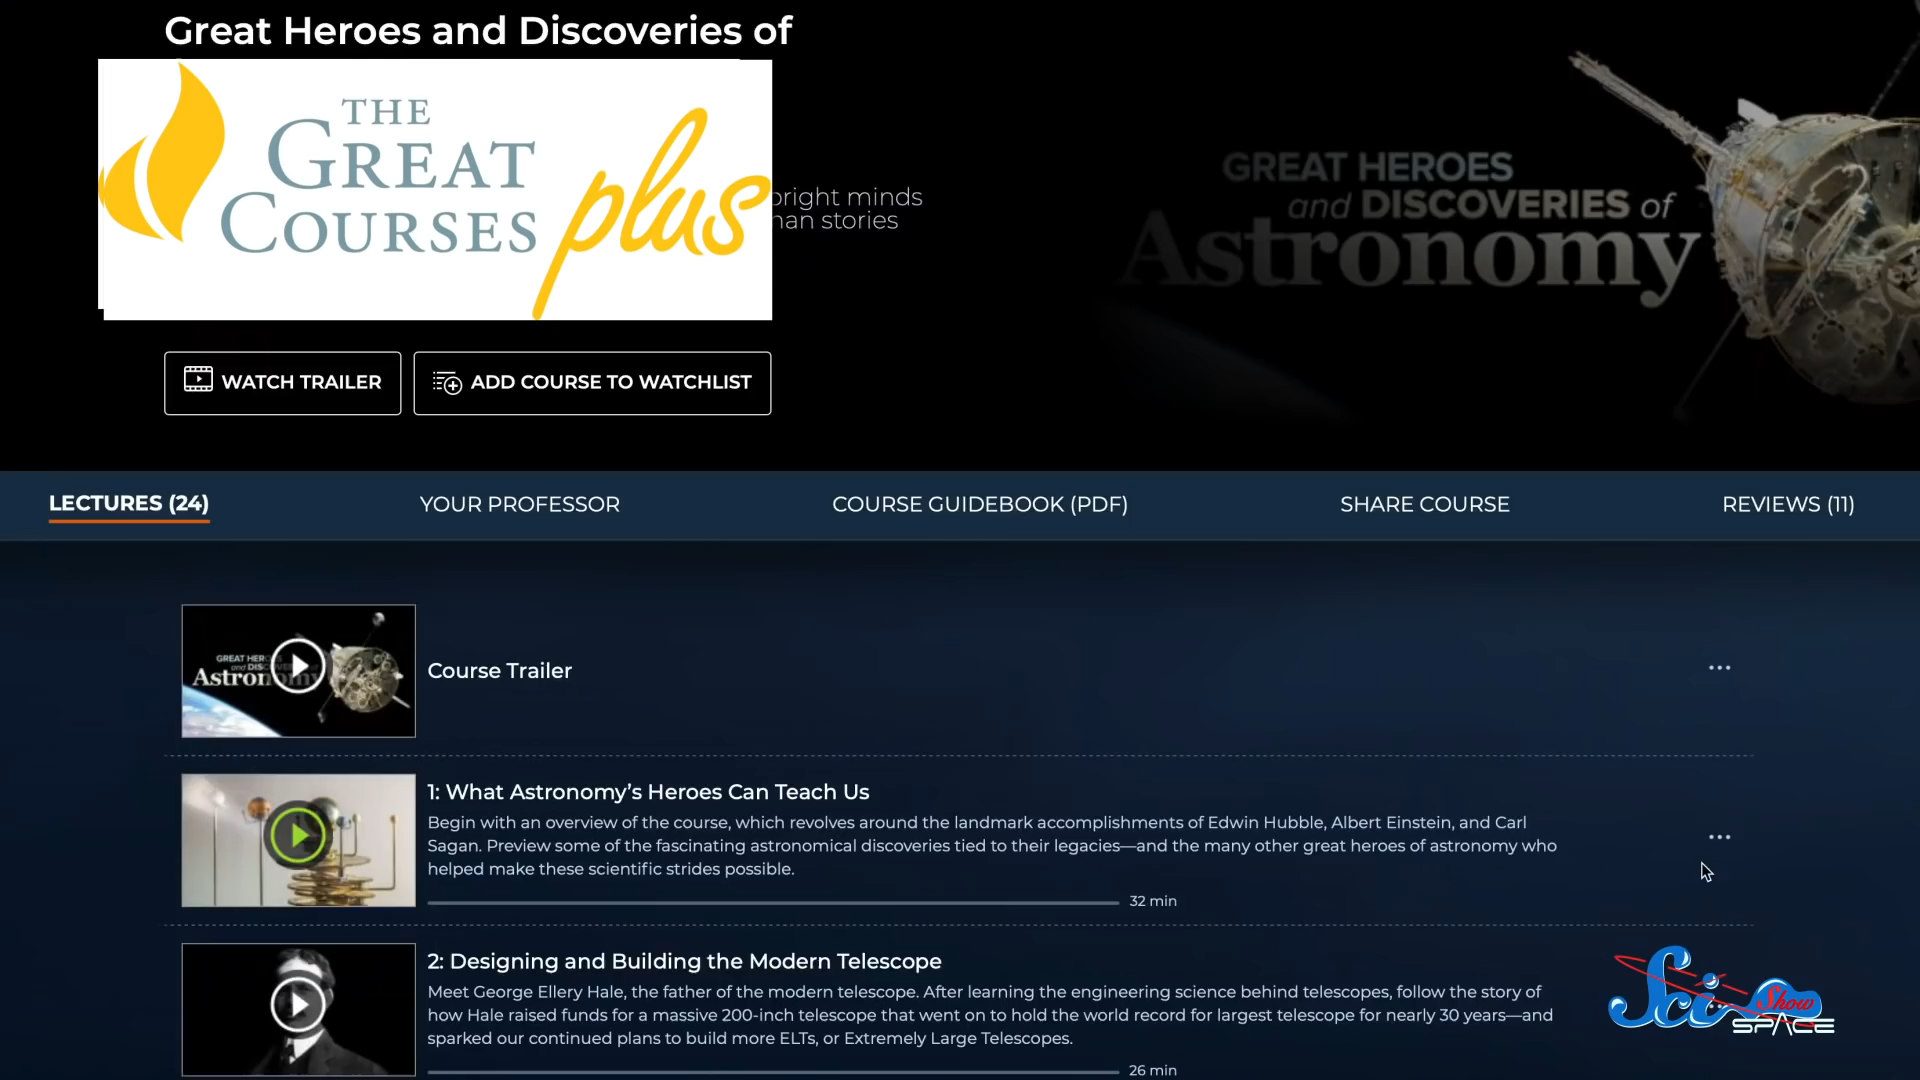 Great Heroes and Discoveries of
THE
GREAT
COURSES
plus
bright minds
man stories
GREAT HEROES
and DISCOVERIES of
Astronomy
WATCH TRAILER
ADD COURSE TO WATCHLIST
LECTURES (24)
YOUR PROFESSOR
COURSE GUIDEBOOK (PDF)
SHARE COURSE
REVIEWS (11)
Course Trailer
1: What Astronomy’s Heroes Can Teach Us
Begin with an overview of the course, which revolves around the landmark accomplishments of Edwin Hubble, Albert Einstein, and Carl
Sagan. Preview some of the fascinating astronomical discoveries tied to their legacies—and the many other great heroes of astronomy who
helped make these scientific strides possible.
32 min
2: Designing and Building the Modern Telescope
Meet George Ellery Hale, the father of the modern telescope. After learning the engineering science behind telescopes, follow the story of
how Hale raised funds for a massive 200-inch telescope that went on to hold the world record for largest telescope for nearly 30 years—and
sparked our continued plans to build more ELTs, or Extremely Large Telescopes.
26 min
Sci Show
SPACE